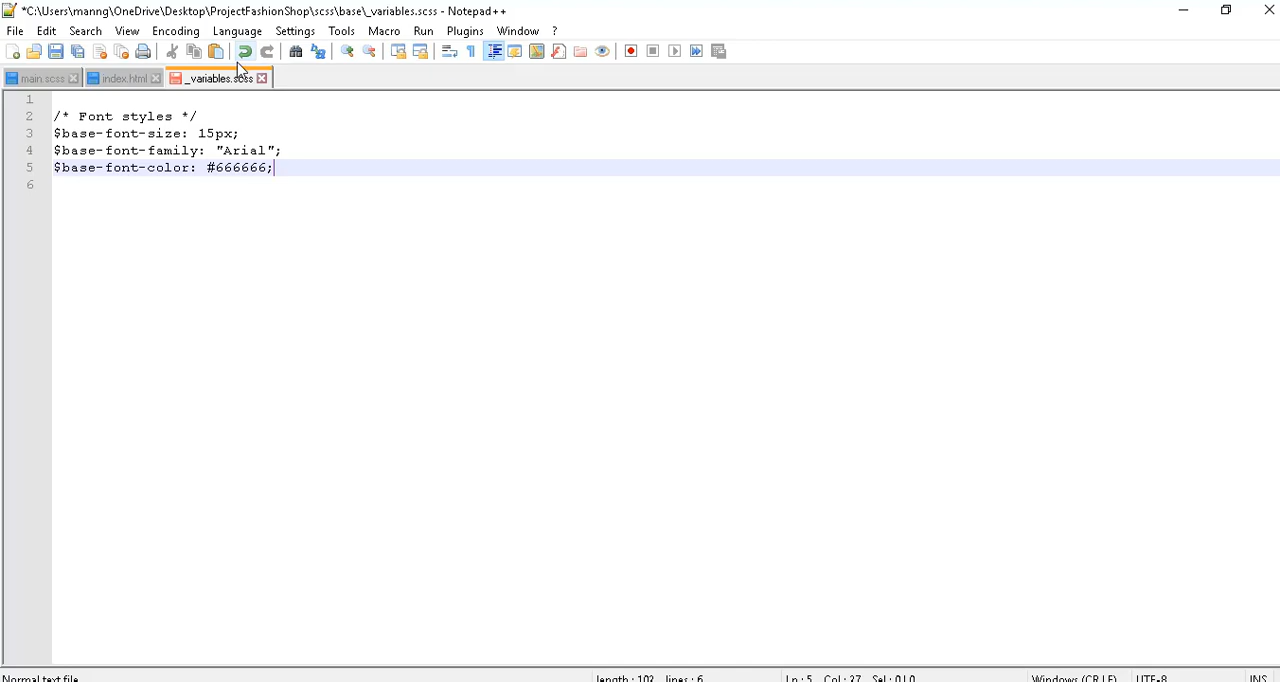 *C:\Users\manng\OneDrive\Desktop\ProjectFashionShop\scss\base\_variables.scss - Notepad++
File Edit Search View Encoding Language Settings Tools Macro Run Plugins Window ?
main.scss index.html _variables.scss
1
2 /* Font styles */
3 $base-font-size: 15px;
4 $base-font-family: "Arial";
5 $base-font-color: #666666;
6
Normal text file length : 102 lines : 6 Ln : 5 Col : 27 Sel : 0 | 0 Windows (CR LF) UTF-8 INS